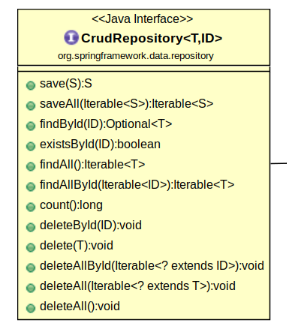 <<Java Interface>>
I CrudRepository<T,ID>
org.springframework.data.repository
save(S):S
saveAll(Iterable<S>):Iterable<S>
findById(ID):Optional<T>
existsById(ID):boolean
findAll():Iterable<T>
findAllById(Iterable<ID>):Iterable<T>
count():long
deleteById(ID):void
delete(T):void
deleteAllById(Iterable<? extends ID>):void
deleteAll(Iterable<? extends T>):void
deleteAll():void